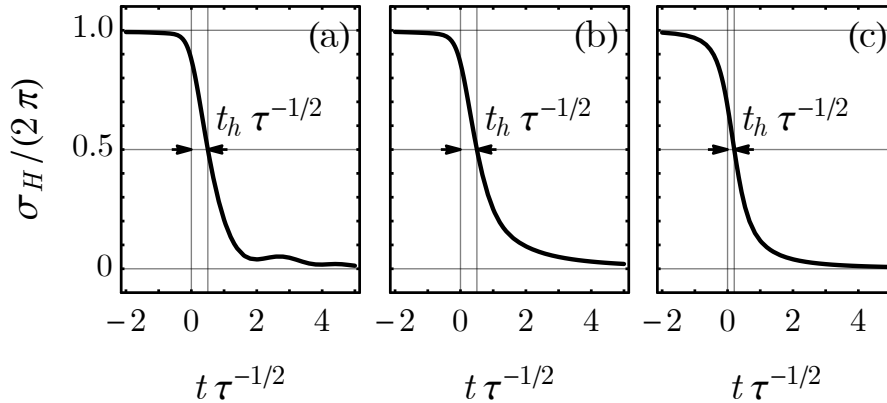 1.0 (a) (b) (c)
t_h τ^{-1/2} t_h τ^{-1/2} t_h τ^{-1/2}
0.5
σ_H/(2 π)
0
−2 0 2 4 −2 0 2 4 −2 0 2 4
t τ^{-1/2} t τ^{-1/2} t τ^{-1/2}